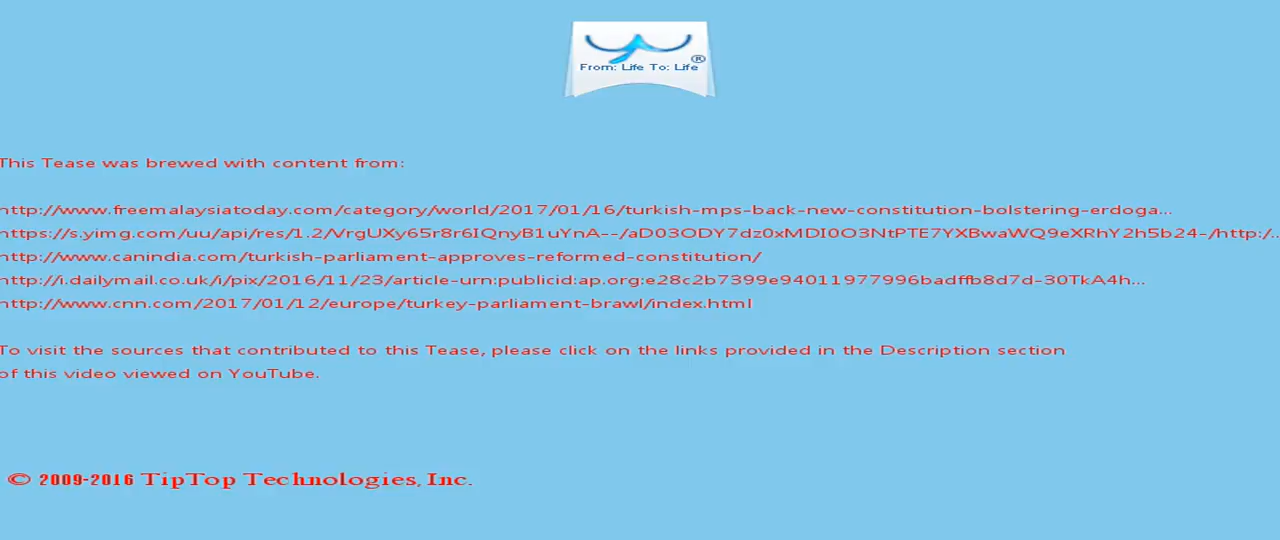 From: Life To: Life®
This Tease was brewed with content from:
http://www.freemalaysiatoday.com/category/world/2017/01/16/turkish-mps-back-new-constitution-bolstering-erdoga...
https://s.yimg.com/uu/api/res/1.2/VrgUXy65r8r6IQnyB1uYnA--/aD03ODY7dz0xMDI0O3NtPTE7YXBwaWQ9eXRhY2h5b24-/http:/...
http://www.canindia.com/turkish-parliament-approves-reformed-constitution/
http://i.dailymail.co.uk/i/pix/2016/11/23/article-urn:publicid:ap.org:e28c2b7399e94011977996badffb8d7d-30TkA4h...
http://www.cnn.com/2017/01/12/europe/turkey-parliament-brawl/index.html
To visit the sources that contributed to this Tease, please click on the links provided in the Description section
of this video viewed on YouTube.
© 2009-2016 TipTop Technologies, Inc.